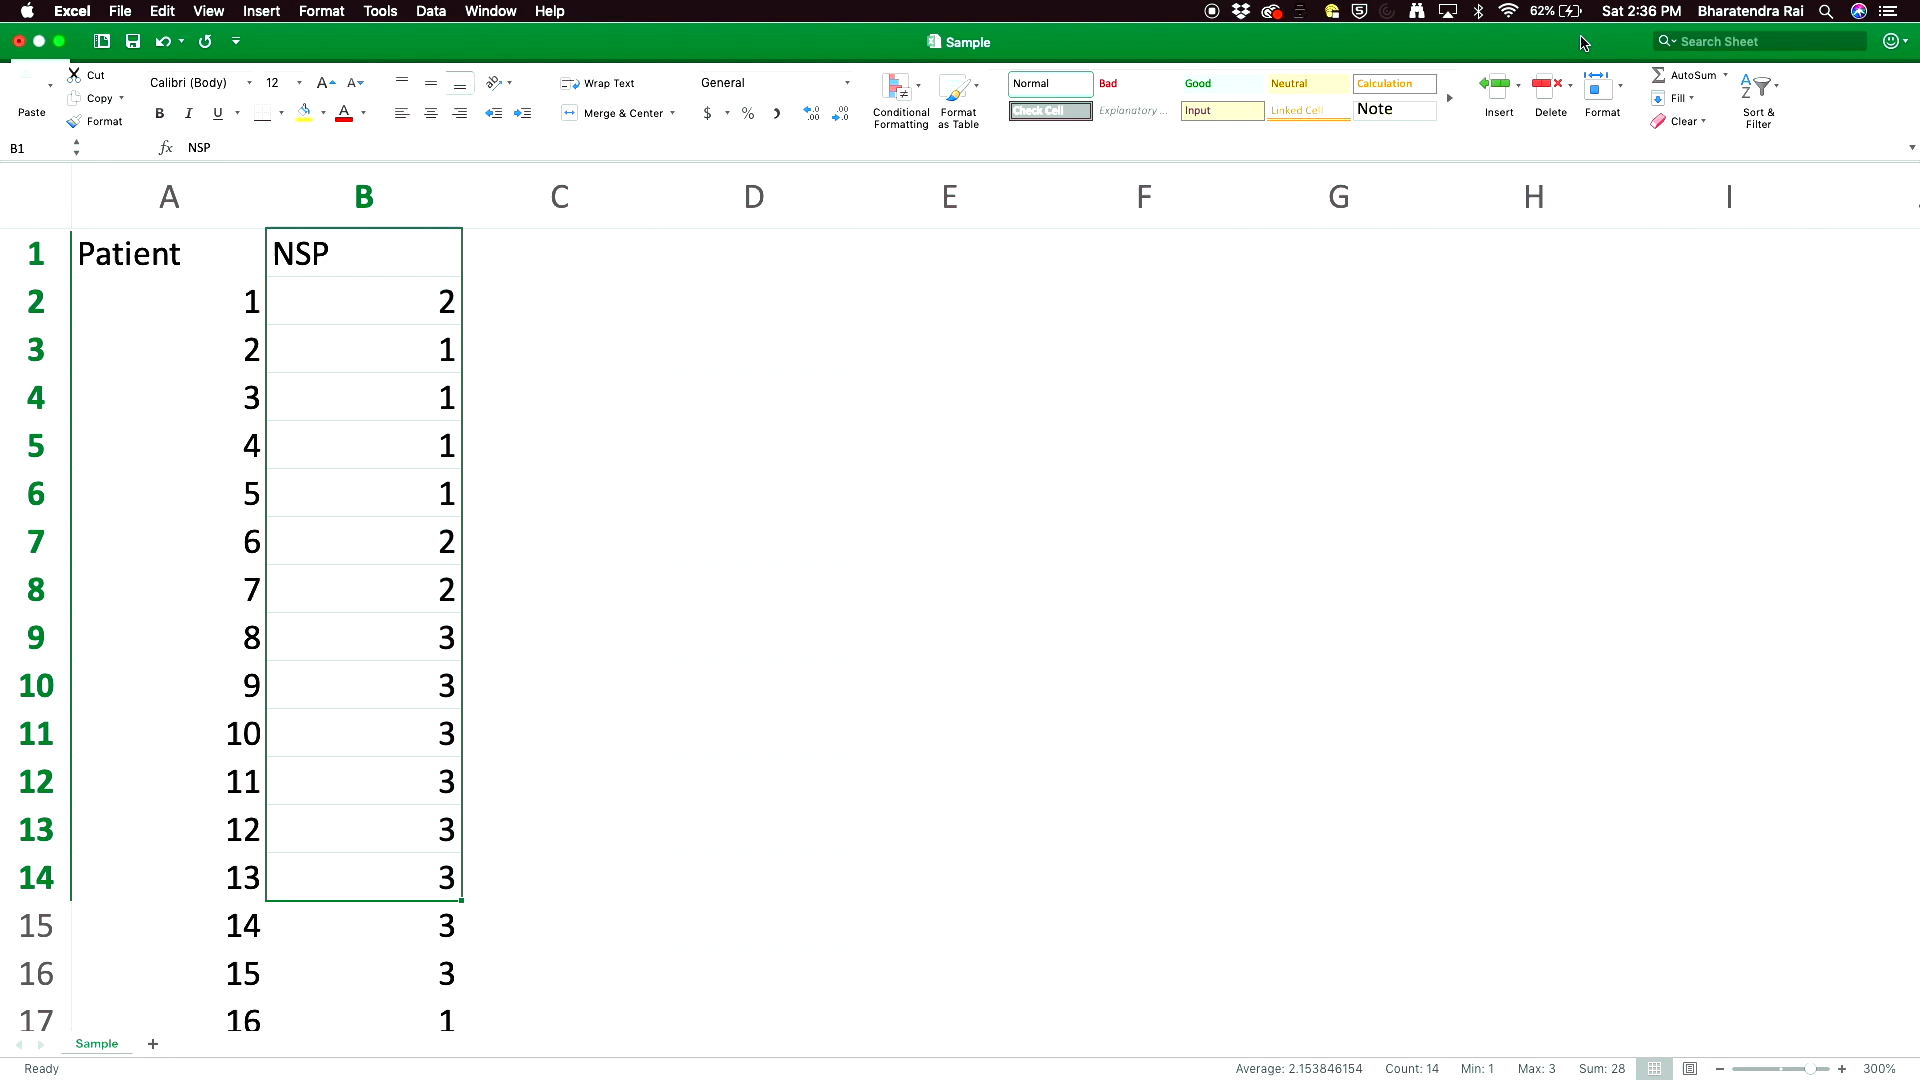 Excel File Edit View Insert Format Tools Data Window Help 62% Sat 2:36 PM Bharatendra Rai
Sample Search Sheet
Paste Cut Copy Format
Calibri (Body) 12 Wrap Text General
B I U Merge & Center $ %
Conditional Formatting
Format as Table
Normal Bad Good Neutral Calculation
Check Cell Explanatory ... Input Linked Cell Note
Insert Delete Format
AutoSum
Fill
Clear
Sort & Filter
B1 fx NSP
A B C D E F G H I
1 Patient NSP
2 1 2
3 2 1
4 3 1
5 4 1
6 5 1
7 6 2
8 7 2
9 8 3
10 9 3
11 10 3
12 11 3
13 12 3
14 13 3
15 14 3
16 15 3
17 16 1
Sample +
Ready Average: 2.153846154 Count: 14 Min: 1 Max: 3 Sum: 28 300%